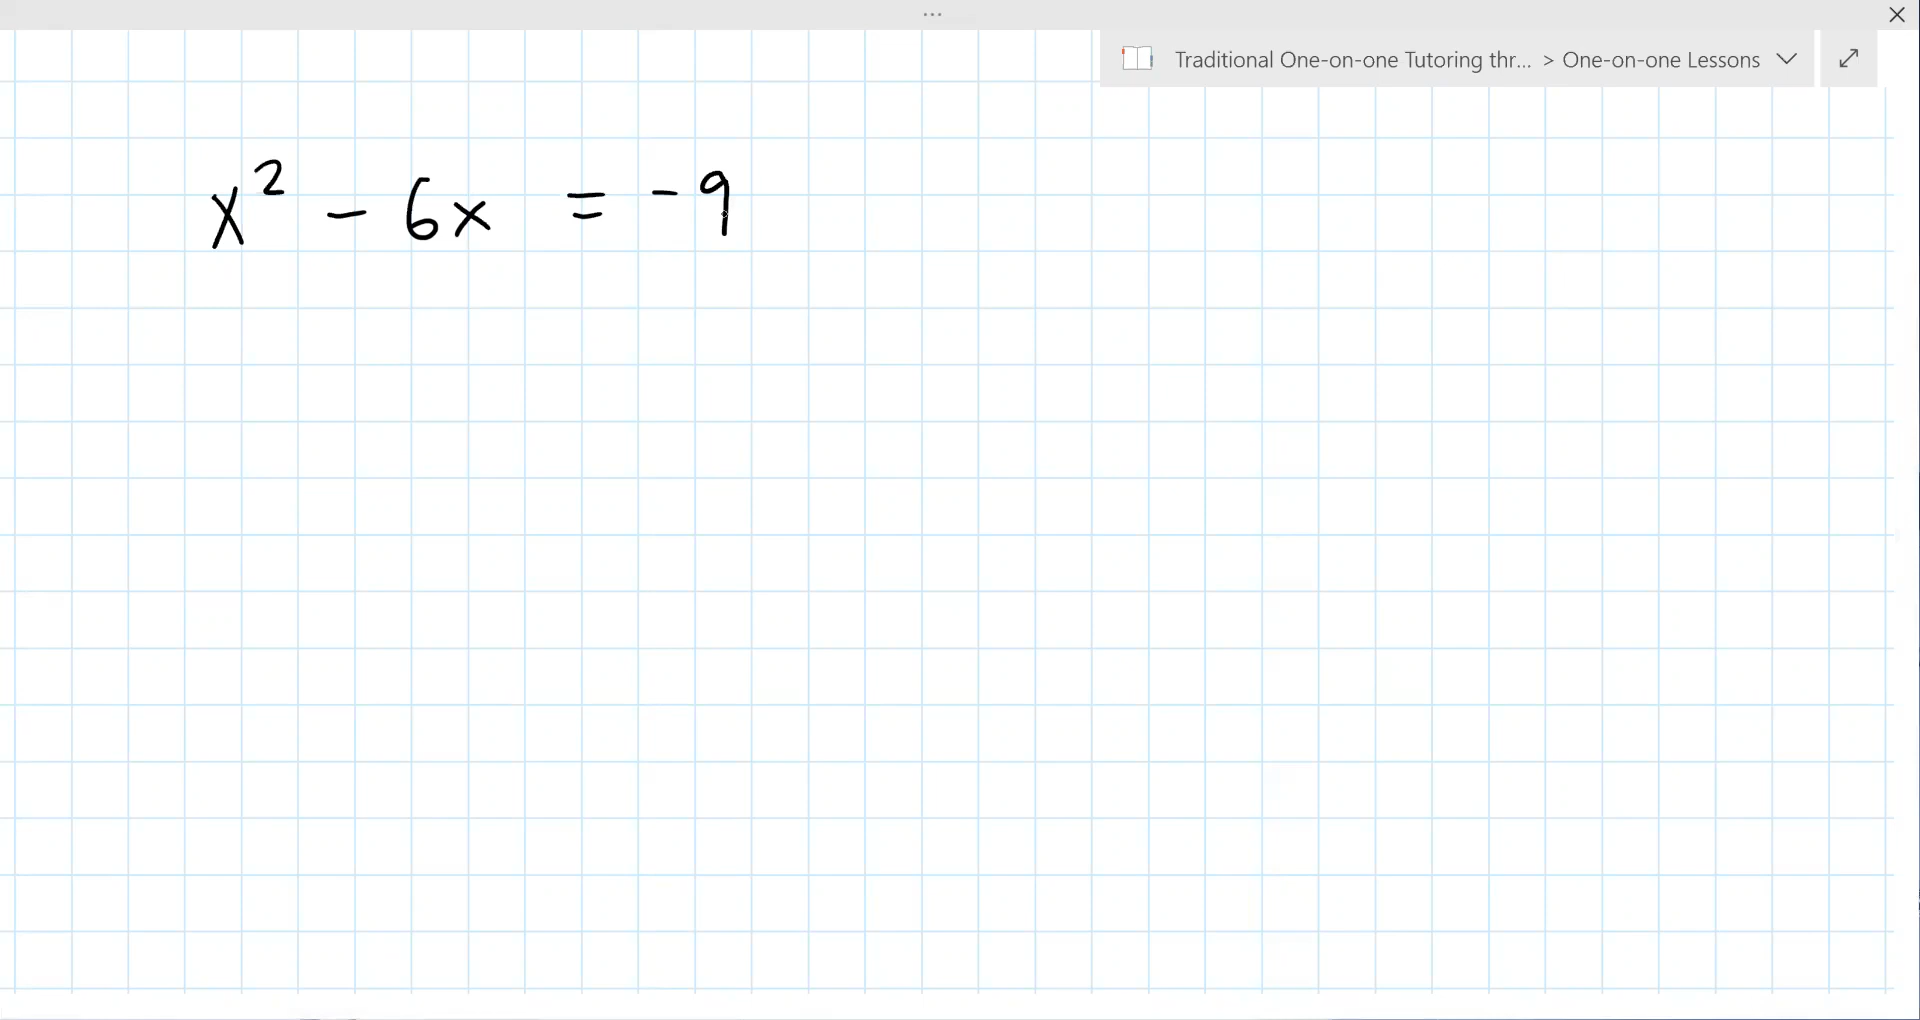 Traditional One-on-one Tutoring thr... > One-on-one Lessons
x² - 6x = -9